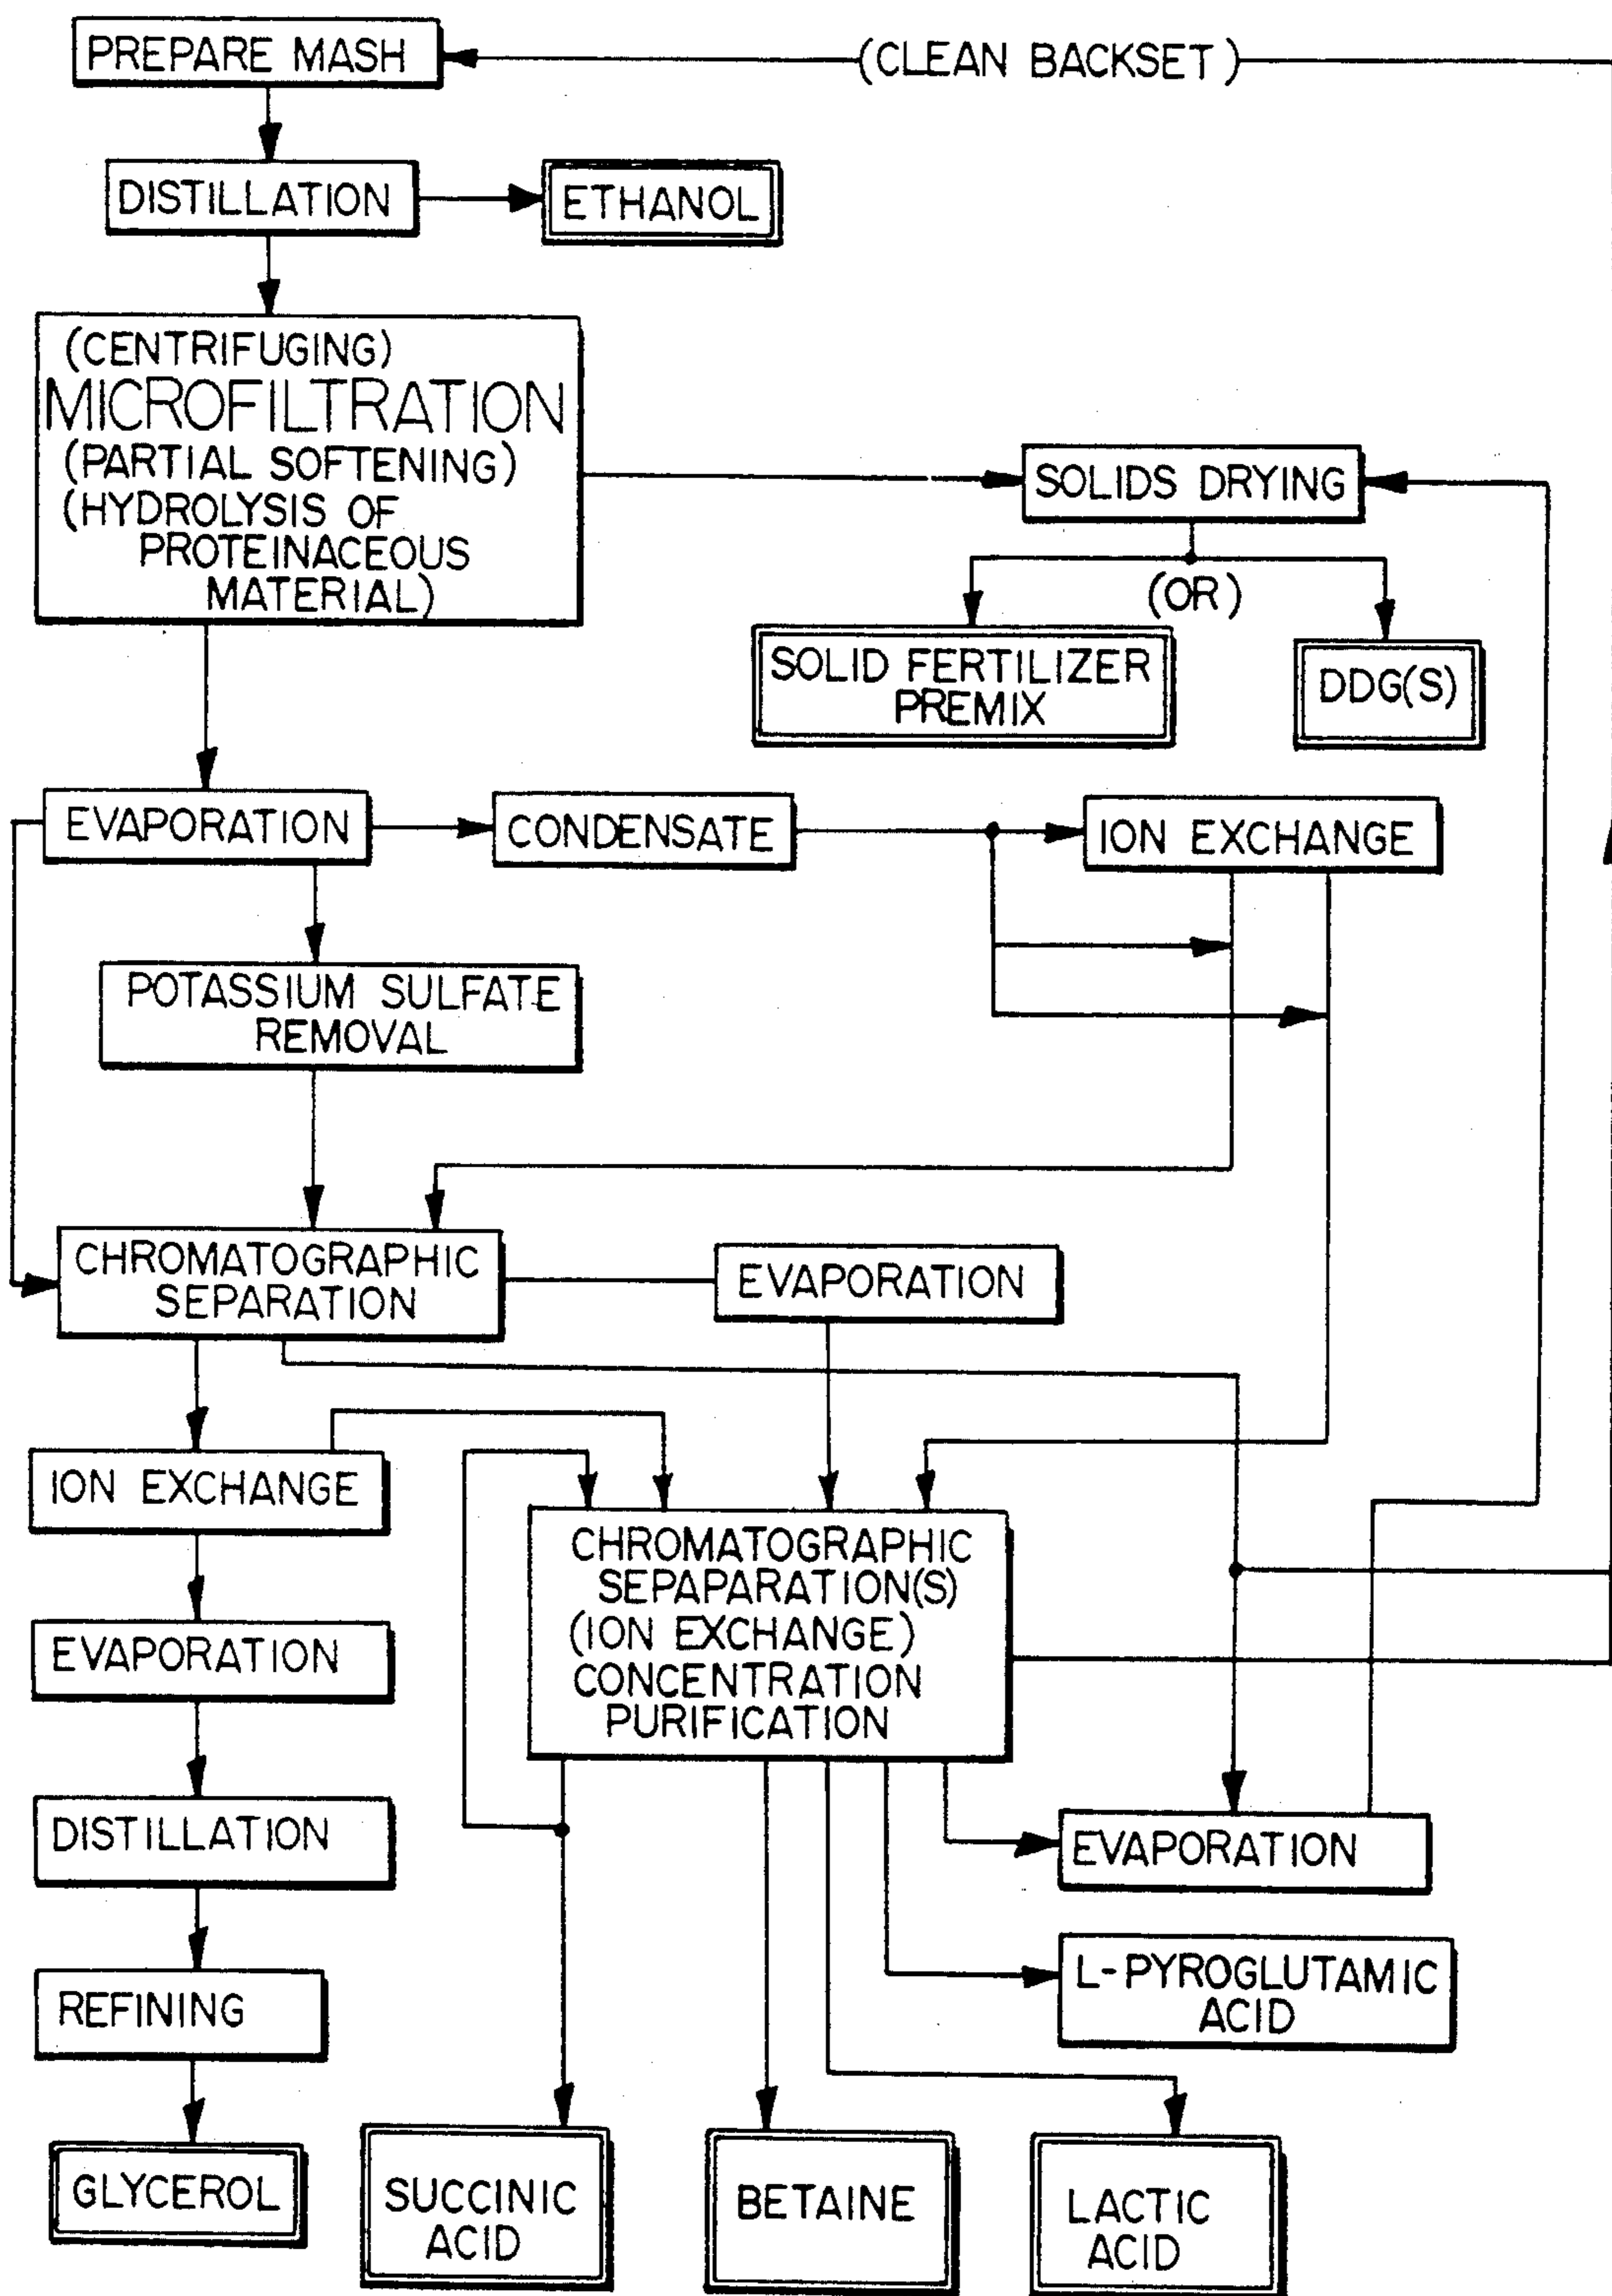 PREPARE MASH
(CLEAN BACKSET)
DISTILLATION
ETHANOL
(CENTRIFUGING)
MICROFILTRATION
(PARTIAL SOFTENING)
(HYDROLYSIS OF
PROTEINACEOUS
MATERIAL)
SOLIDS DRYING
(OR)
SOLID FERTILIZER
PREMIX
DDG(S)
EVAPORATION
CONDENSATE
ION EXCHANGE
POTASSIUM SULFATE
REMOVAL
CHROMATOGRAPHIC
SEPARATION
EVAPORATION
ION EXCHANGE
CHROMATOGRAPHIC
SEPAPARATION(S)
(ION EXCHANGE)
CONCENTRATION
PURIFICATION
EVAPORATION
DISTILLATION
EVAPORATION
REFINING
L-PYROGLUTAMIC
ACID
GLYCEROL
SUCCINIC
ACID
BETAINE
LACTIC
ACID